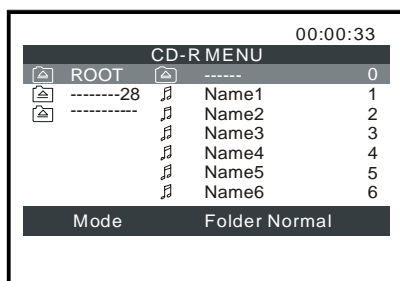 00:00:33
CD-R MENU
ROOT ------ 0
--------28 Name1 1
----------- Name2 2
Name3 3
Name4 4
Name5 5
Name6 6
Mode Folder Normal